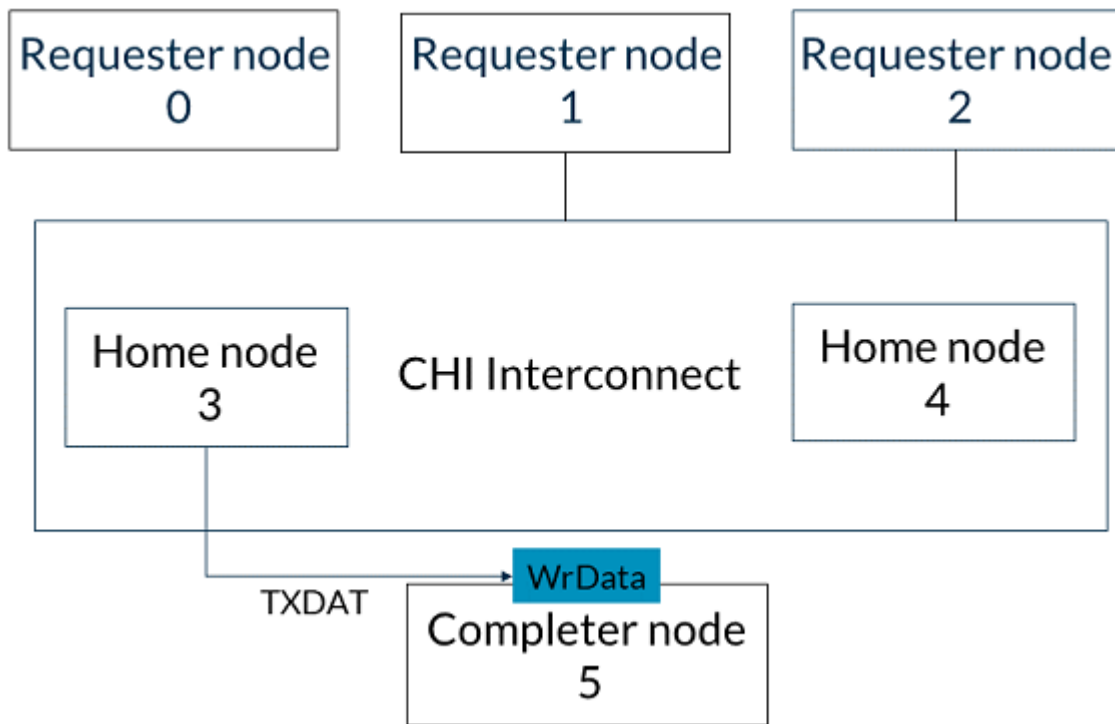 Requester node
0
Requester node
1
Requester node
2
Home node
3
CHI Interconnect
Home node
4
WrData
TXDAT
Completer node
5